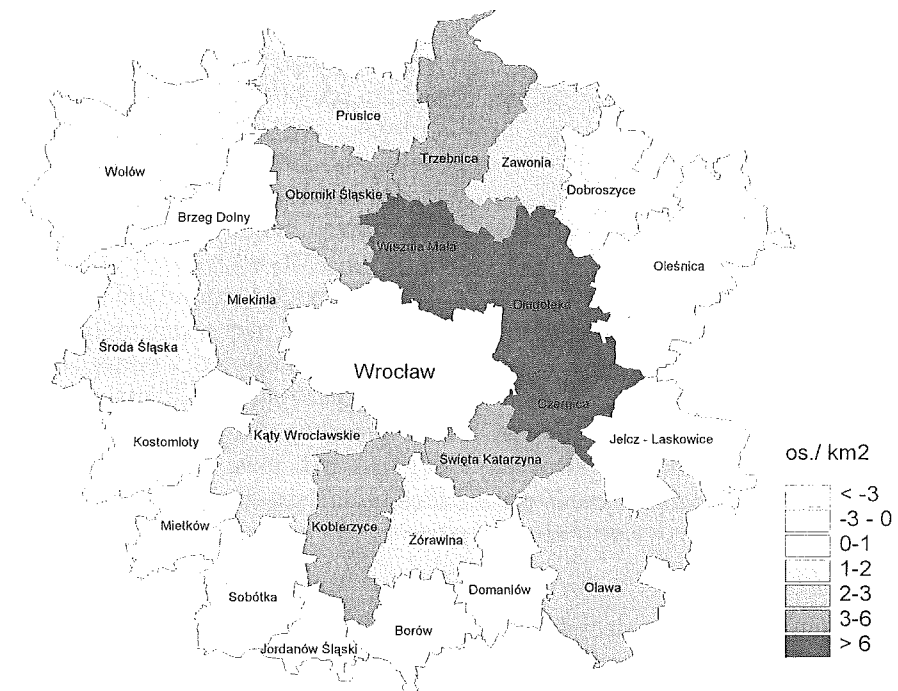 Prusice
Trzebnica
Zawonia
Wołów
Oborniki Śląskie
Dobroszyce
Brzeg Dolny
Wisznia Mała
Oleśnica
Miekinia
Długołęka
Środa Śląska
Wrocław
Czernica
Kostomłoty
Kąty Wrocławskie
Jelcz - Laskowice
Święta Katarzyna
os./ km2
< -3
-3 - 0
0-1
1-2
2-3
3-6
> 6
Mietków
Kobierzyce
Żórawina
Sobótka
Domaniów
Oława
Borów
Jordanów Śląski